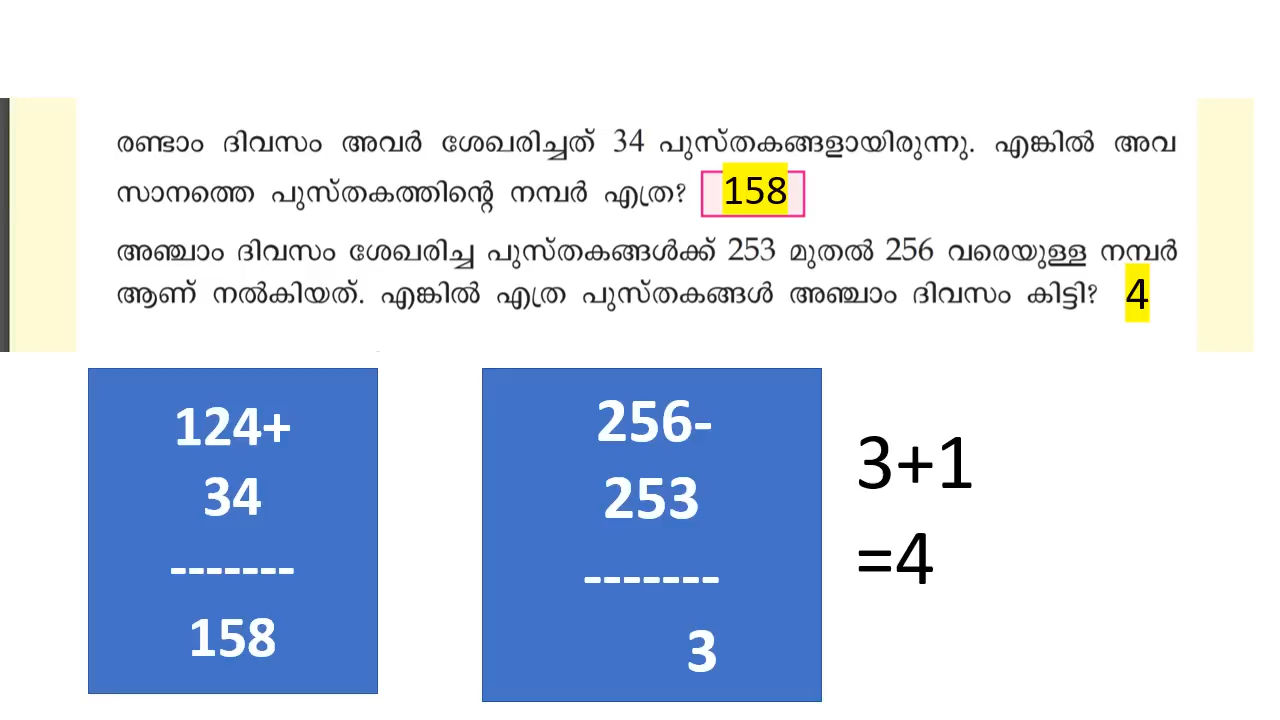 രണ്ടാം ദിവസം അവർ ശേഖരിച്ചത് 34 പുസ്തകങ്ങളായിരുന്നു. എങ്കിൽ അവ
സാനത്തെ പുസ്തകത്തിന്റെ നമ്പർ എത്ര? 158
അഞ്ചാം ദിവസം ശേഖരിച്ച പുസ്തകങ്ങൾക്ക് 253 മുതൽ 256 വരെയുള്ള നമ്പർ
ആണ് നൽകിയത്. എങ്കിൽ എത്ര പുസ്തകങ്ങൾ അഞ്ചാം ദിവസം കിട്ടി? 4
124+
34
-------
158
256-
253
-------
3
3+1
=4